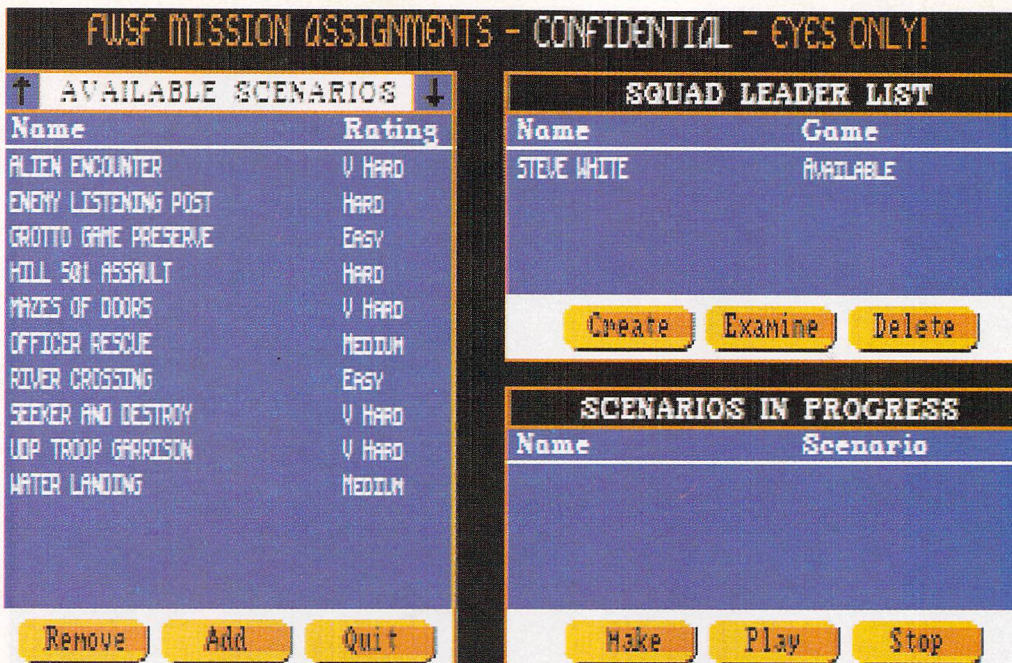 FWSF MISSION ASSIGNMENTS - CONFIDENTIAL - EYES ONLY!
↑ AVAILABLE SCENARIOS ↓
Name Rating
ALIEN ENCOUNTER V HARD
ENEMY LISTENING POST HARD
GROTTO GAME PRESERVE EASY
HILL 501 ASSAULT HARD
MAZES OF DOORS V HARD
OFFICER RESCUE MEDIUM
RIVER CROSSING EASY
SEEKER AND DESTROY V HARD
UDP TROOP GARRISON V HARD
WATER LANDING MEDIUM
Remove Add Quit
SQUAD LEADER LIST
Name Game
STEVE WHITE AVAILABLE
Create Examine Delete
SCENARIOS IN PROGRESS
Name Scenario
Make Play Stop